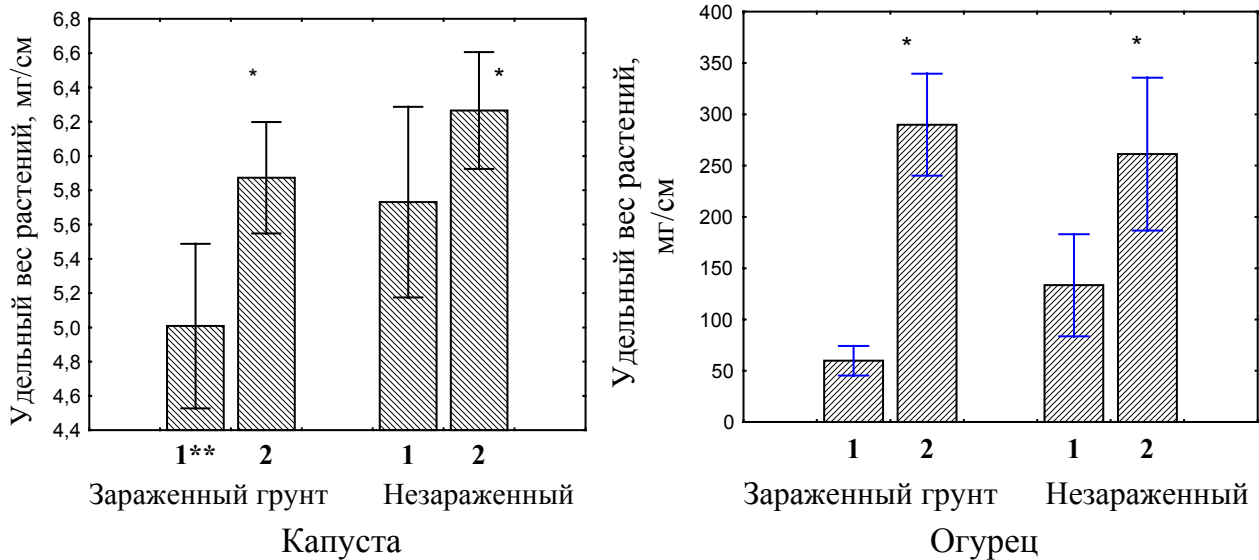 Удельный вес растений, мг/см
6,8
6,6
6,4
6,2
6,0
5,8
5,6
5,4
5,2
5,0
4,8
4,6
4,4
*
*
1** 2 1 2
Зараженный грунт Незараженный
Капуста
Удельный вес растений,
мг/см
400
350
300
250
200
150
100
50
0
* *
1 2 1 2
Зараженный грунт Незараженный
Огурец